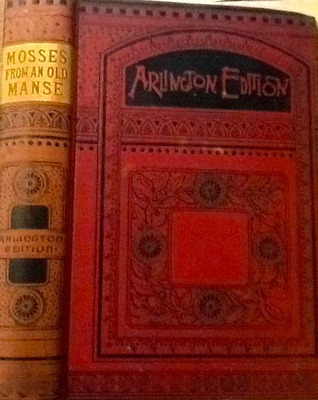 MOSSES
FROM AN OLD
MANSE
ARLINGTON
EDITION
ARLINGTON EDITION